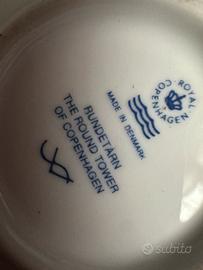 ROYAL
COPENHAGEN
MADE IN DENMARK
RUNDETÅRN
THE ROUND TOWER
OF COPENHAGEN
subito